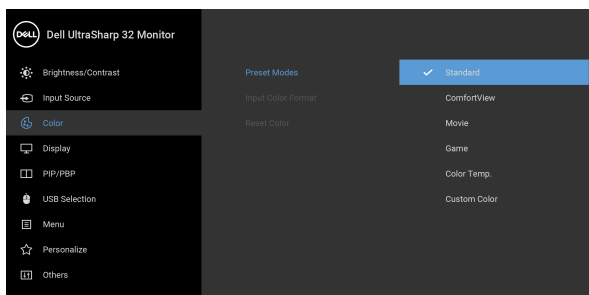 DELL Dell UltraSharp 32 Monitor
Brightness/Contrast
Input Source
Color
Display
PIP/PBP
USB Selection
Menu
Personalize
Others
Preset Modes
Input Color Format
Reset Color
Standard
ComfortView
Movie
Game
Color Temp.
Custom Color